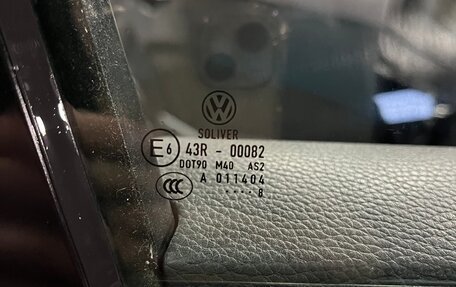 VW
SOLIVER
E6 43R - 00082
DOT90 M40 AS2
CCC A 011404
.... 8